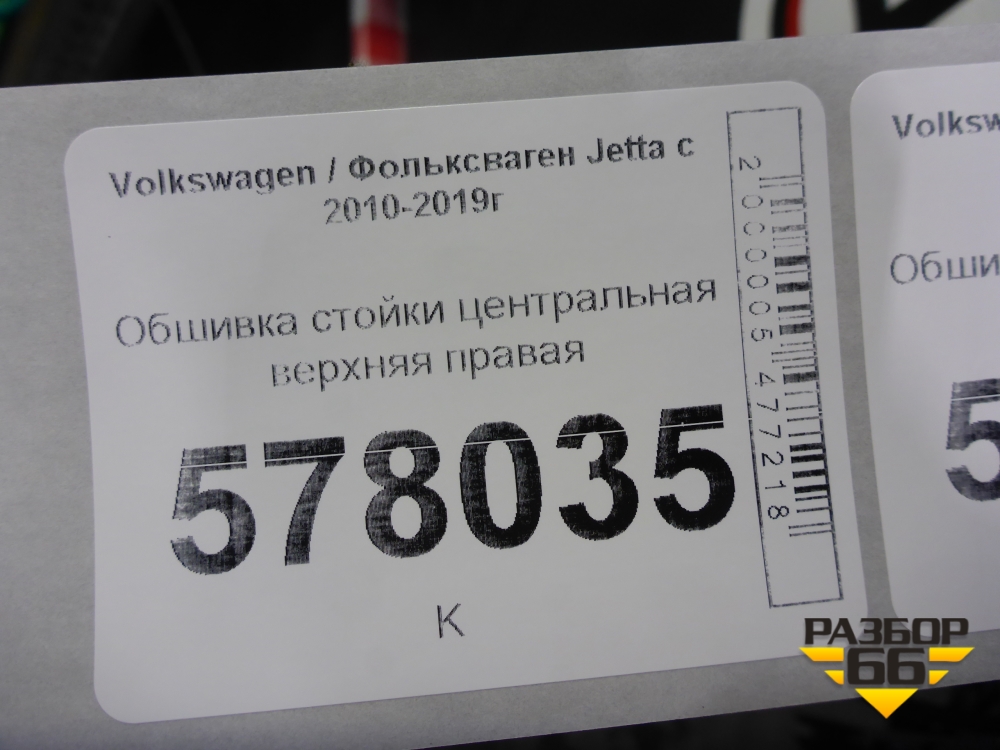 Volkswagen / Фольксваген Jetta с
2010-2019г
Обшивка стойки центральная
верхняя правая
578035
К
2000005477218
Volksw
Обши
5
РАЗБОР
66